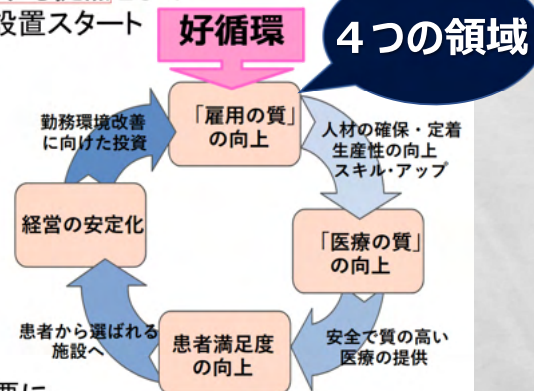 設置スタート
好循環
4つの領域
「雇用の質」
の向上
勤務環境改善
に向けた投資
人材の確保・定着
生産性の向上
スキル・アップ
経営の安定化
「医療の質」
の向上
患者から選ばれる
施設へ
患者満足度
の向上
安全で質の高い
医療の提供